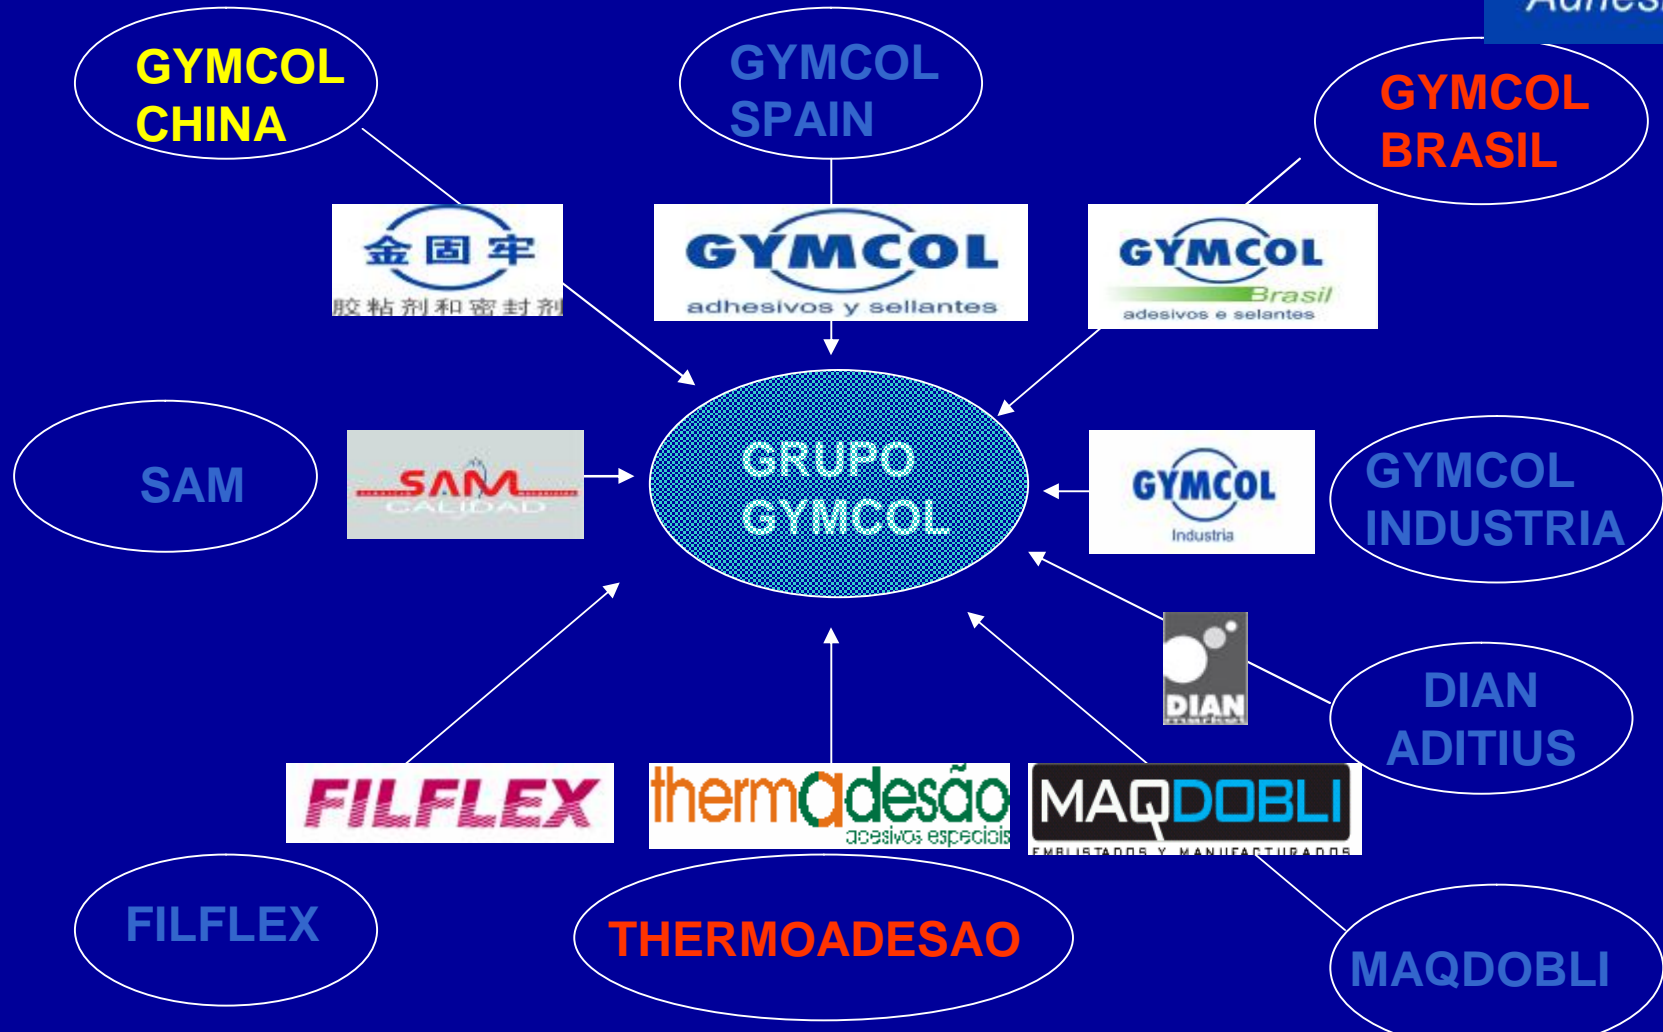 GYMCOL
CHINA
GYMCOL
SPAIN
GYMCOL
BRASIL
金固牢
胶粘剂和密封剂
GYMCOL
adhesivos y sellantes
GYMCOL
Brasil
adesivos e selantes
SAM
SAM
CALIDAD
GRUPO
GYMCOL
GYMCOL
Industria
GYMCOL
INDUSTRIA
DIAN
DIAN
ADITIUS
FILFLEX
thermadesão
adesivos especiais
MAQDOBLI
EMBLISTADOS Y MANUFACTURADOS
FILFLEX
THERMOADESAO
MAQDOBLI